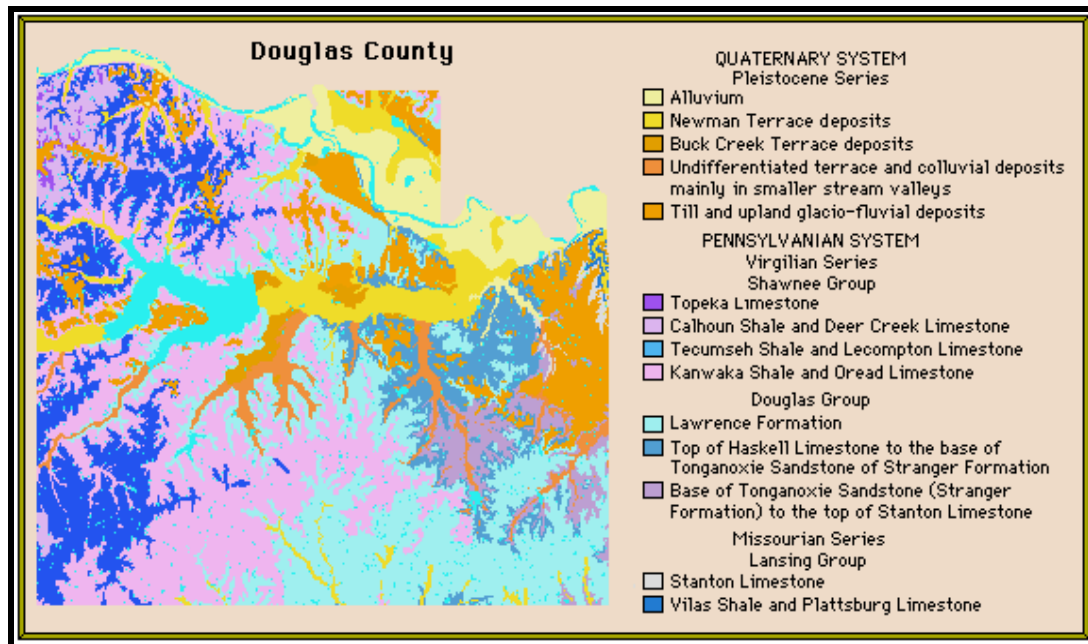 Douglas County
QUATERNARY SYSTEM
Pleistocene Series
Alluvium
Newman Terrace deposits
Buck Creek Terrace deposits
Undifferentiated terrace and colluvial deposits
mainly in smaller stream valleys
Till and upland glacio-fluvial deposits
PENNSYLVANIAN SYSTEM
Virgilian Series
Shawnee Group
Topeka Limestone
Calhoun Shale and Deer Creek Limestone
Tecumseh Shale and Lecompton Limestone
Kanwaka Shale and Oread Limestone
Douglas Group
Lawrence Formation
Top of Haskell Limestone to the base of
Tonganoxie Sandstone of Stranger Formation
Base of Tonganoxie Sandstone (Stranger
Formation) to the top of Stanton Limestone
Missourian Series
Lansing Group
Stanton Limestone
Vilas Shale and Plattsburg Limestone